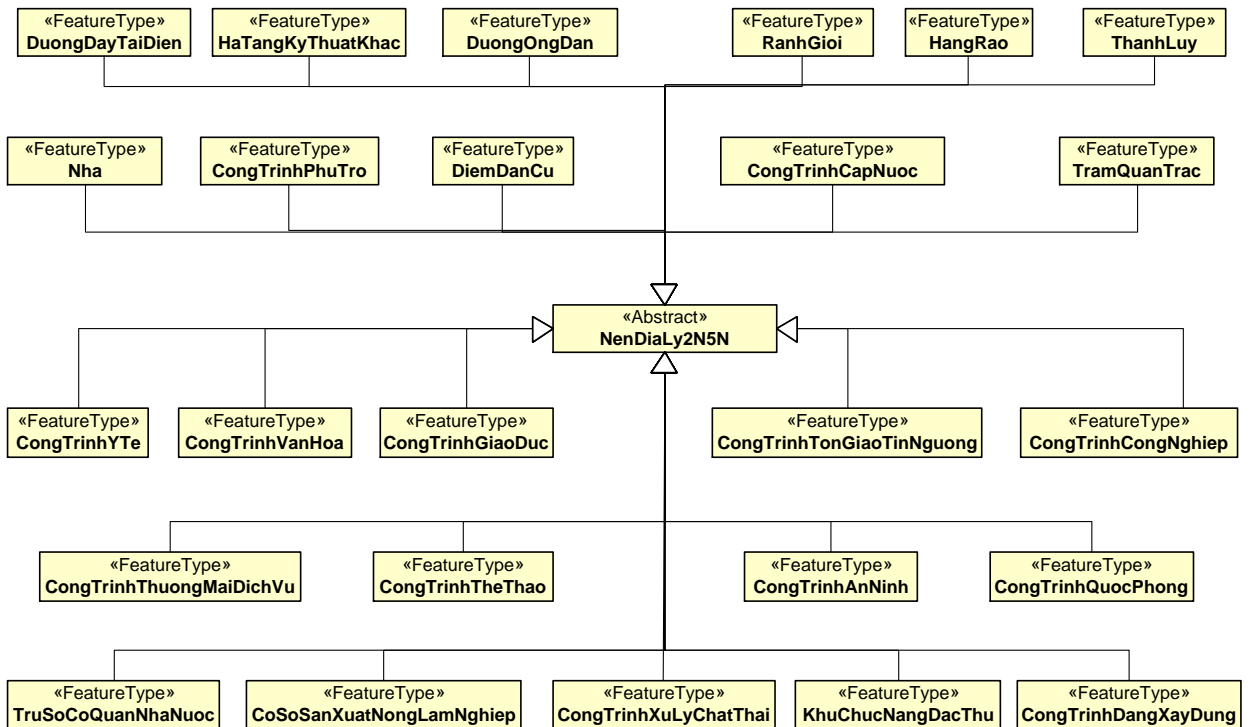 «FeatureType»
DuongDayTaiDien
«FeatureType»
HaTangKyThuatKhac
«FeatureType»
DuongOngDan
«FeatureType»
RanhGioi
«FeatureType»
HangRao
«FeatureType»
ThanhLuy
«FeatureType»
Nha
«FeatureType»
CongTrinhPhuTro
«FeatureType»
DiemDanCu
«FeatureType»
CongTrinhCapNuoc
«FeatureType»
TramQuanTrac
«Abstract»
NenDiaLy2N5N
«FeatureType»
CongTrinhYTe
«FeatureType»
CongTrinhVanHoa
«FeatureType»
CongTrinhGiaoDuc
«FeatureType»
CongTrinhTonGiaoTinNguong
«FeatureType»
CongTrinhCongNghiep
«FeatureType»
CongTrinhThuongMaiDichVu
«FeatureType»
CongTrinhTheThao
«FeatureType»
CongTrinhAnNinh
«FeatureType»
CongTrinhQuocPhong
«FeatureType»
TruSoCoQuanNhaNuoc
«FeatureType»
CoSoSanXuatNongLamNghiep
«FeatureType»
CongTrinhXuLyChatThai
«FeatureType»
KhuChucNangDacThu
«FeatureType»
CongTrinhDangXayDung